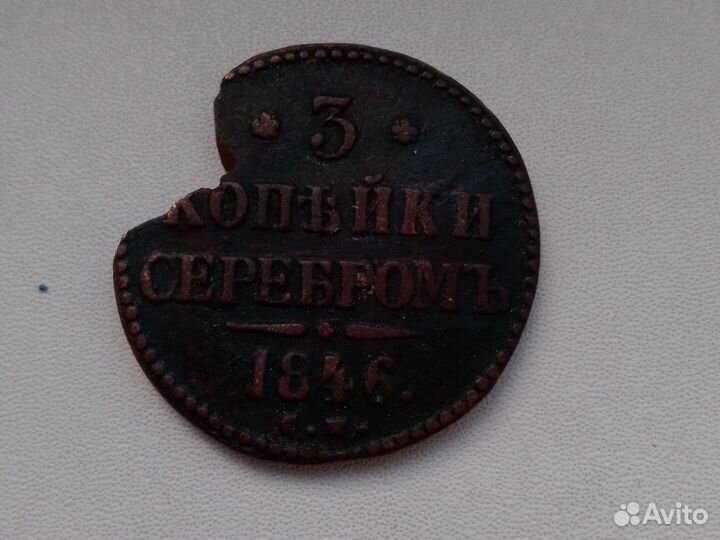 * 3 *
КОПѢЙКИ
СЕРЕБРОМЪ
1846.
С.М.
Avito